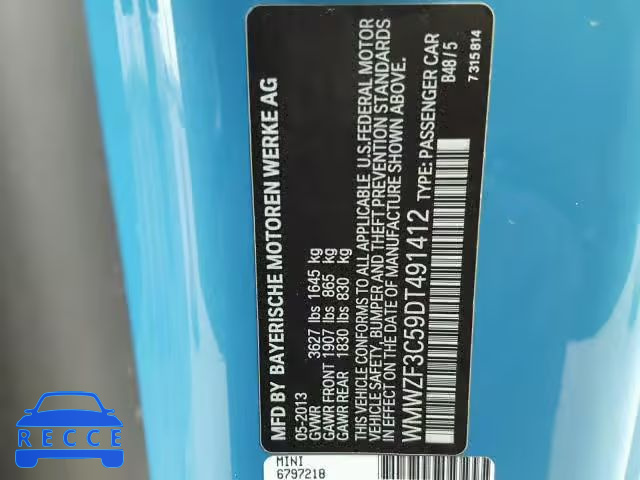 MFD BY BAYERISCHE MOTOREN WERKE AG
05-2013
GVWR 3627 lbs 1645 kg
GAWR FRONT 1907 lbs 865 kg
GAWR REAR 1830 lbs 830 kg
THIS VEHICLE CONFORMS TO ALL APPLICABLE U.S.FEDERAL MOTOR
VEHICLE SAFETY, BUMPER AND THEFT PREVENTION STANDARDS
IN EFFECT ON THE DATE OF MANUFACTURE SHOWN ABOVE.
WMWZF3C59DT491412 TYPE: PASSENGER CAR
B48/5
7 315 814
MINI
6797218
RECCE